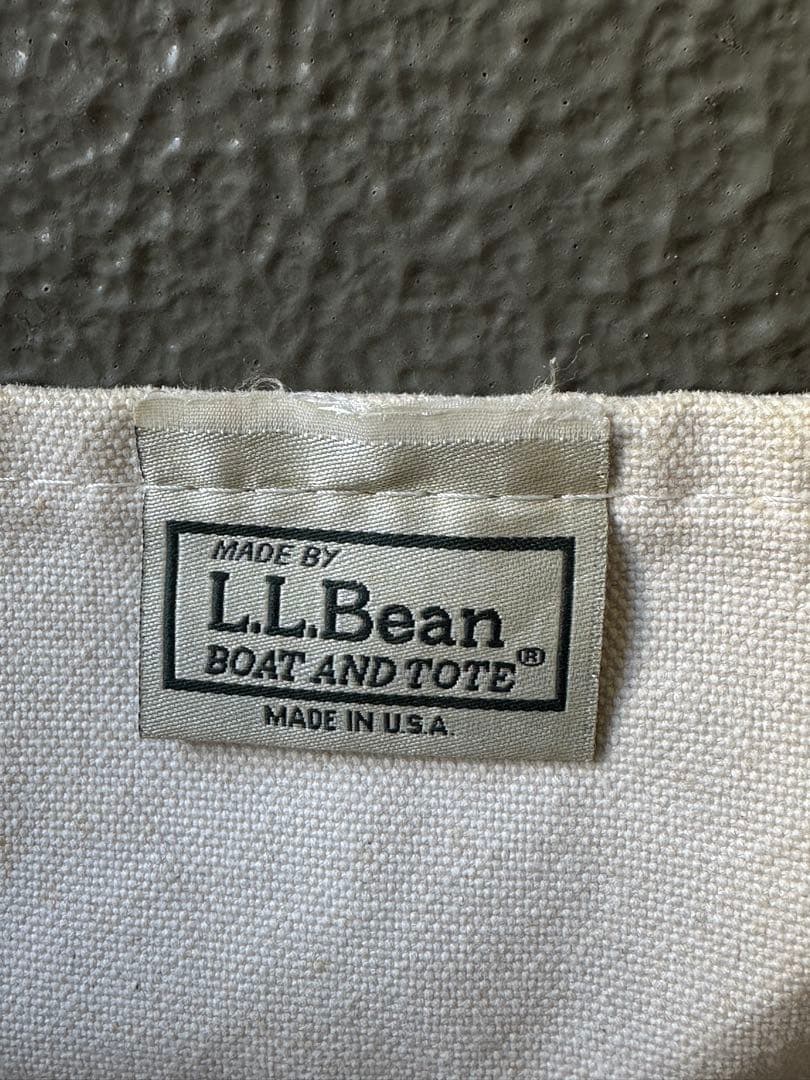 MADE BY
L.L.Bean
BOAT AND TOTE®
MADE IN U.S.A.